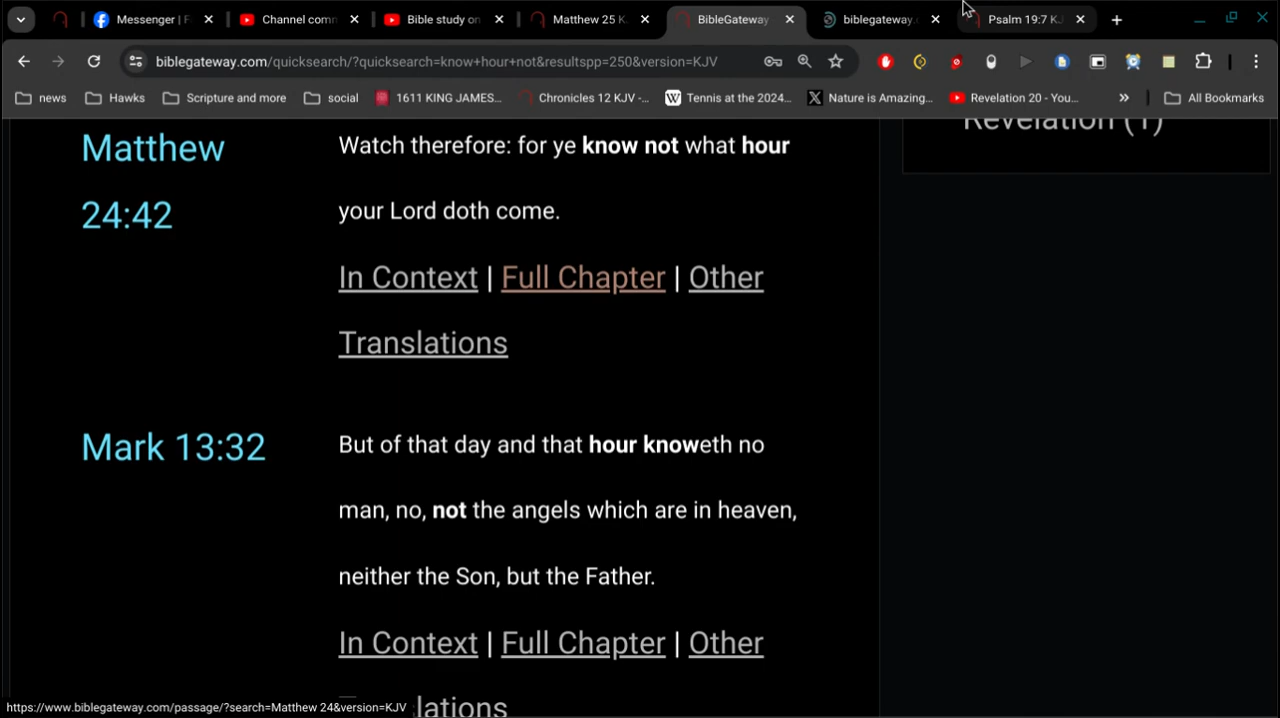 Messenger | F
Channel comm
Bible study on
Matthew 25 K
BibleGateway
biblegateway.c
Psalm 19:7 KJ
biblegateway.com/quicksearch/?quicksearch=know+hour+not&resultspp=250&version=KJV
news
Hawks
Scripture and more
social
1611 KING JAMES...
Chronicles 12 KJV -...
W Tennis at the 2024...
Nature is Amazing...
Revelation 20 - You...
»
All Bookmarks
Revelation (1)
Matthew
24:42
Watch therefore: for ye know not what hour
your Lord doth come.
In Context | Full Chapter | Other
Translations
Mark 13:32
But of that day and that hour knoweth no
man, no, not the angels which are in heaven,
neither the Son, but the Father.
In Context | Full Chapter | Other
lations
https://www.biblegateway.com/passage/?search=Matthew 24&version=KJV